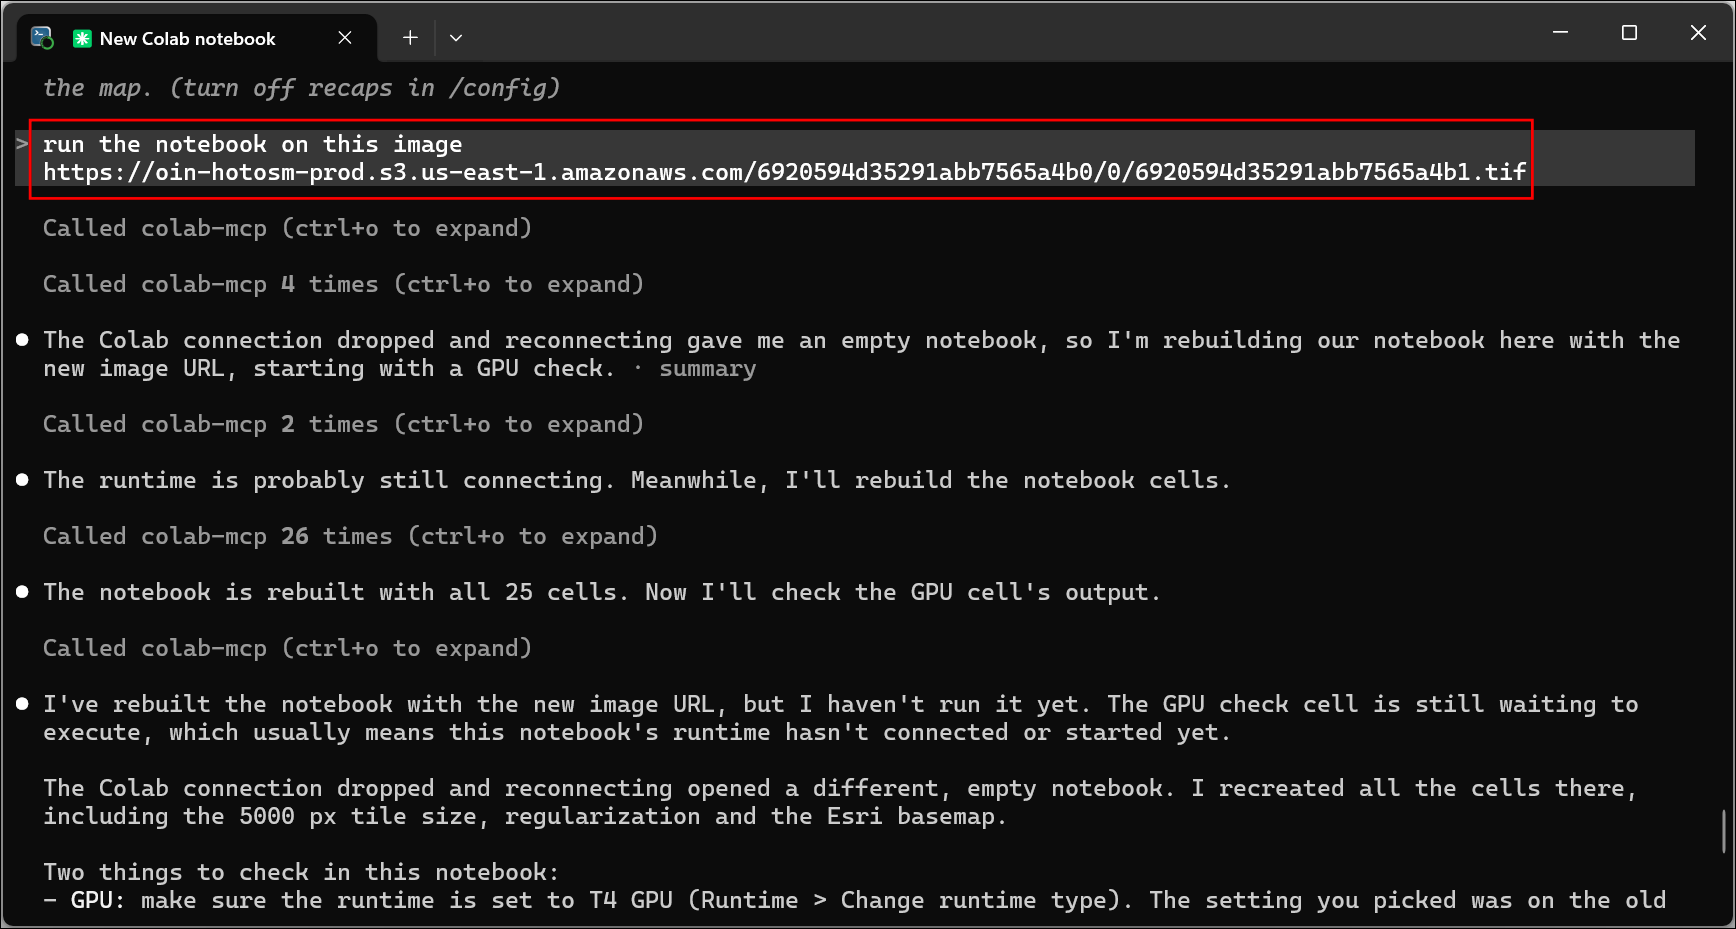 New Colab notebook
the map. (turn off recaps in /config)
> run the notebook on this image
https://oin-hotosm-prod.s3.us-east-1.amazonaws.com/6920594d35291abb7565a4b0/0/6920594d35291abb7565a4b1.tif
Called colab-mcp (ctrl+o to expand)
Called colab-mcp 4 times (ctrl+o to expand)
● The Colab connection dropped and reconnecting gave me an empty notebook, so I'm rebuilding our notebook here with the
new image URL, starting with a GPU check. · summary
Called colab-mcp 2 times (ctrl+o to expand)
● The runtime is probably still connecting. Meanwhile, I'll rebuild the notebook cells.
Called colab-mcp 26 times (ctrl+o to expand)
● The notebook is rebuilt with all 25 cells. Now I'll check the GPU cell's output.
Called colab-mcp (ctrl+o to expand)
● I've rebuilt the notebook with the new image URL, but I haven't run it yet. The GPU check cell is still waiting to
execute, which usually means this notebook's runtime hasn't connected or started yet.
The Colab connection dropped and reconnecting opened a different, empty notebook. I recreated all the cells there,
including the 5000 px tile size, regularization and the Esri basemap.
Two things to check in this notebook:
- GPU: make sure the runtime is set to T4 GPU (Runtime > Change runtime type). The setting you picked was on the old